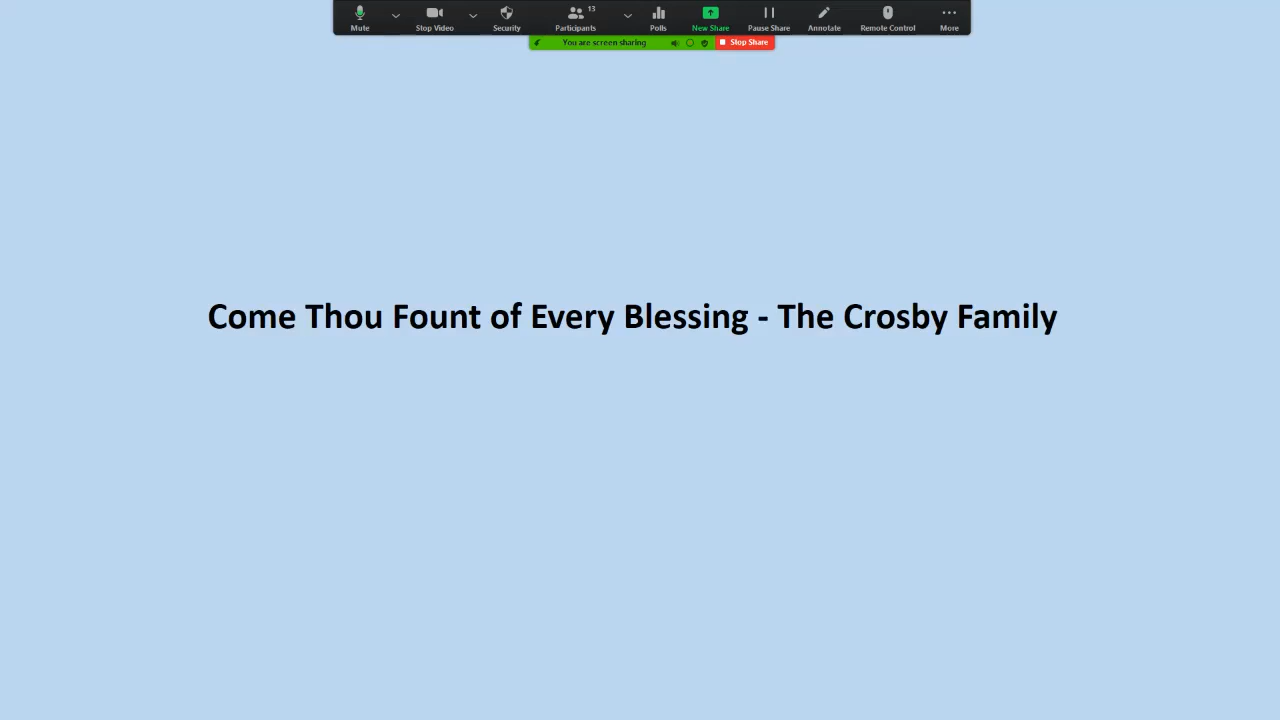 13
Mute
Stop Video
Security
Participants
Polls
New Share
Pause Share
Annotate
Remote Control
More
You are screen sharing
Stop Share
Come Thou Fount of Every Blessing - The Crosby Family